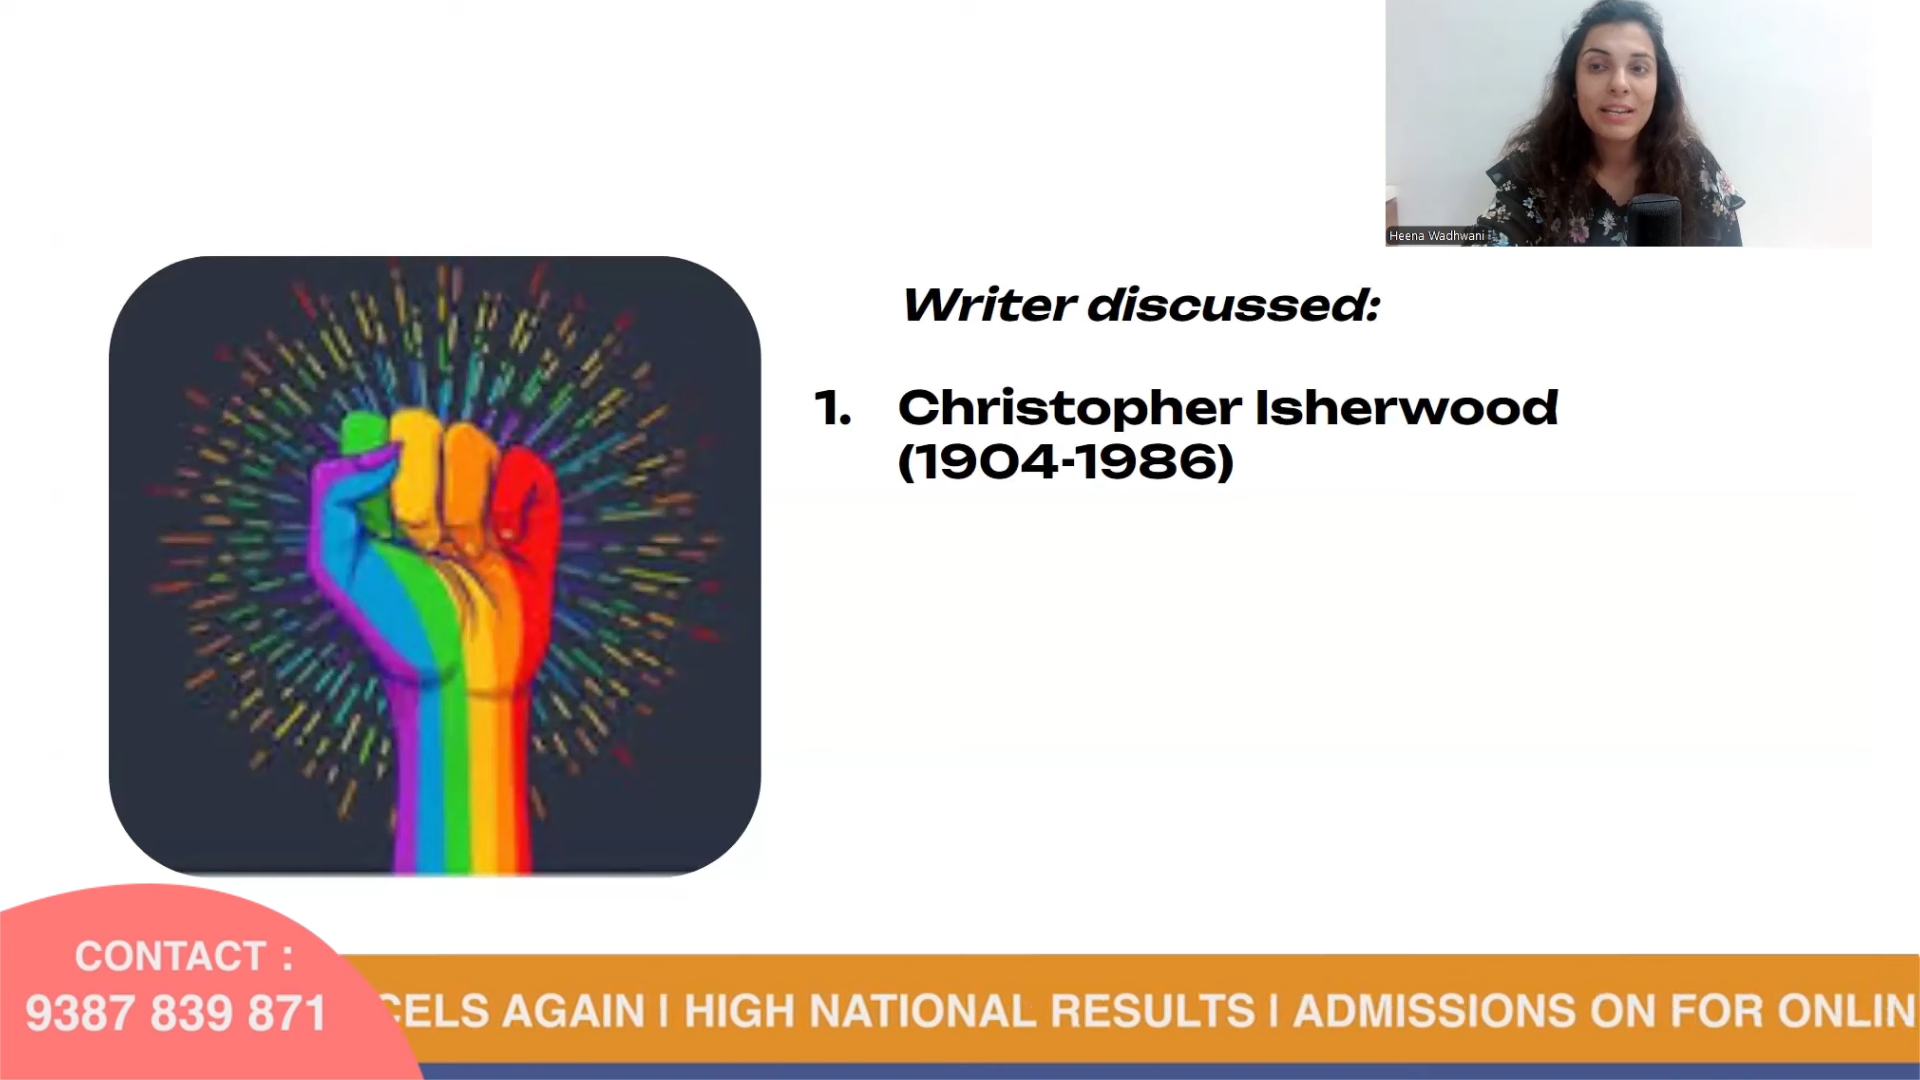 Heena Wadhwani
Writer discussed:
1. Christopher Isherwood
(1904-1986)
CONTACT :
9387 839 871
CELS AGAIN I HIGH NATIONAL RESULTS I ADMISSIONS ON FOR ONLIN